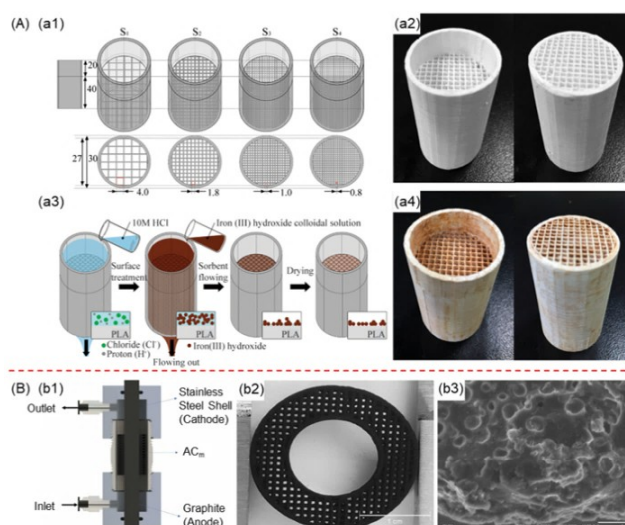 (A) (a1)
S₁ S₂ S₃ S₄
20
40
27 30
4.0 1.8 1.0 0.8
(a2)
(a3)
10M HCl
Iron (III) hydroxide colloidal solution
Surface
treatment
Sorbent
flowing
Drying
PLA PLA PLA PLA
Chloride (Cl⁻)
Proton (H⁺)
Flowing out
Iron(III) hydroxide
(a4)
(B) (b1)
Outlet
Stainless
Steel Shell
(Cathode)
ACm
Inlet
Graphite
(Anode)
(b2)
(b3)